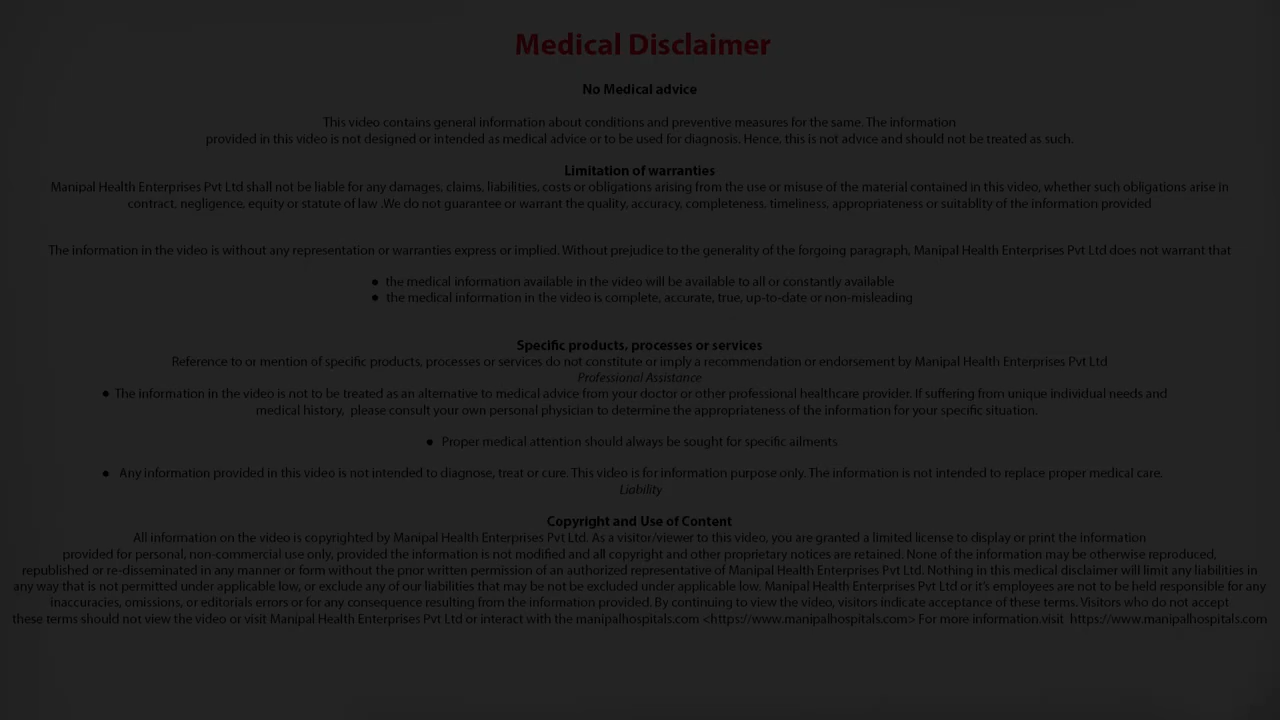 Medical Disclaimer
No Medical advice
This video contains general information about conditions and preventive measures for the same. The information
provided in this video is not designed or intended as medical advice or to be used for diagnosis. Hence, this is not advice and should not be treated as such.
Limitation of warranties
Manipal Health Enterprises Pvt Ltd shall not be liable for any damages, claims, liabilities, costs or obligations arising from the use or misuse of the material contained in this video, whether such obligations arise in
contract, negligence, equity or statute of law .We do not guarantee or warrant the quality, accuracy, completeness, timeliness, appropriateness or suitablity of the information provided
The information in the video is without any representation or warranties express or implied. Without prejudice to the generality of the forgoing paragraph, Manipal Health Enterprises Pvt Ltd does not warrant that
● the medical information available in the video will be available to all or constantly available
● the medical information in the video is complete, accurate, true, up-to-date or non-misleading
Specific products, processes or services
Reference to or mention of specific products, processes or services do not constitute or imply a recommendation or endorsement by Manipal Health Enterprises Pvt Ltd
Professional Assistance
● The information in the video is not to be treated as an alternative to medical advice from your doctor or other professional healthcare provider. If suffering from unique individual needs and
medical history, please consult your own personal physician to determine the appropriateness of the information for your specific situation.
● Proper medical attention should always be sought for specific ailments
● Any information provided in this video is not intended to diagnose, treat or cure. This video is for information purpose only. The information is not intended to replace proper medical care.
Liability
Copyright and Use of Content
All information on the video is copyrighted by Manipal Health Enterprises Pvt Ltd. As a visitor/viewer to this video, you are granted a limited license to display or print the information
provided for personal, non-commercial use only, provided the information is not modified and all copyright and other proprietary notices are retained. None of the information may be otherwise reproduced,
republished or re-disseminated in any manner or form without the prior written permission of an authorized representative of Manipal Health Enterprises Pvt Ltd. Nothing in this medical disclaimer will limit any liabilities in
any way that is not permitted under applicable low, or exclude any of our liabilities that may be not be excluded under applicable low. Manipal Health Enterprises Pvt Ltd or it's employees are not to be held responsible for any
inaccuracies, omissions, or editorials errors or for any consequence resulting from the information provided. By continuing to view the video, visitors indicate acceptance of these terms. Visitors who do not accept
these terms should not view the video or visit Manipal Health Enterprises Pvt Ltd or interact with the manipalhospitals.com <https://www.manipalhospitals.com> For more information.visit https://www.manipalhospitals.com